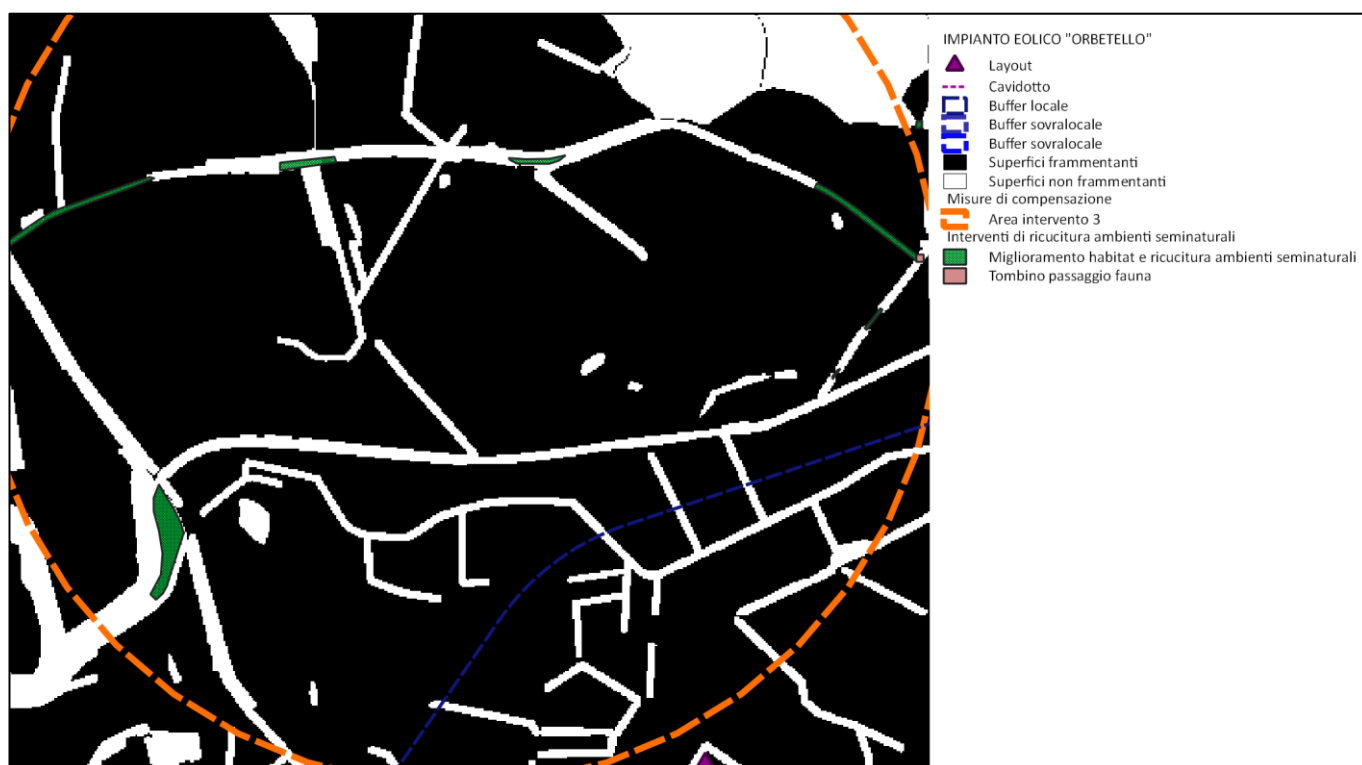 IMPIANTO EOLICO "ORBETELLO"
Layout
Cavidotto
Buffer locale
Buffer sovralocale
Buffer sovralocale
Superfici frammentanti
Superfici non frammentanti
Misure di compensazione
Area intervento 3
Interventi di ricucitura ambienti seminaturali
Miglioramento habitat e ricucitura ambienti seminaturali
Tombino passaggio fauna